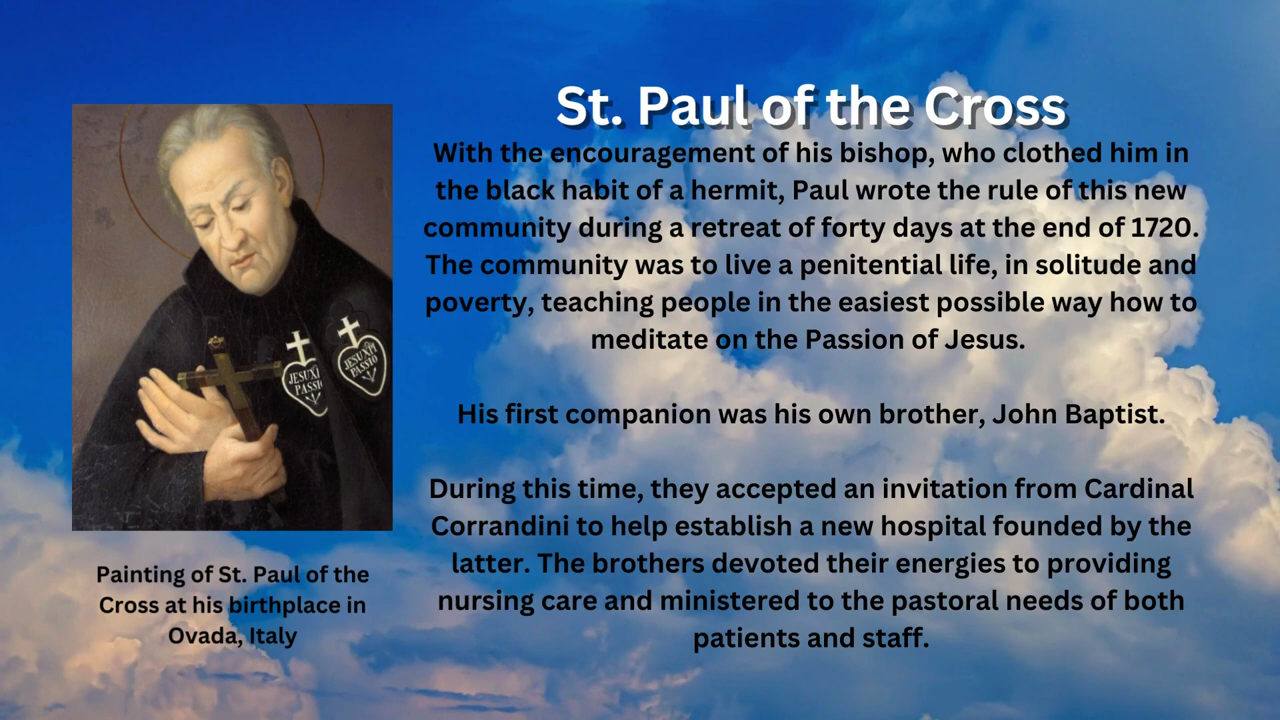 St. Paul of the Cross
With the encouragement of his bishop, who clothed him in
the black habit of a hermit, Paul wrote the rule of this new
community during a retreat of forty days at the end of 1720.
The community was to live a penitential life, in solitude and
poverty, teaching people in the easiest possible way how to
meditate on the Passion of Jesus.
His first companion was his own brother, John Baptist.
During this time, they accepted an invitation from Cardinal
Corrandini to help establish a new hospital founded by the
latter. The brothers devoted their energies to providing
nursing care and ministered to the pastoral needs of both
patients and staff.
JESU XPI
PASSIO
JESU XPI
PASSIO
Painting of St. Paul of the
Cross at his birthplace in
Ovada, Italy